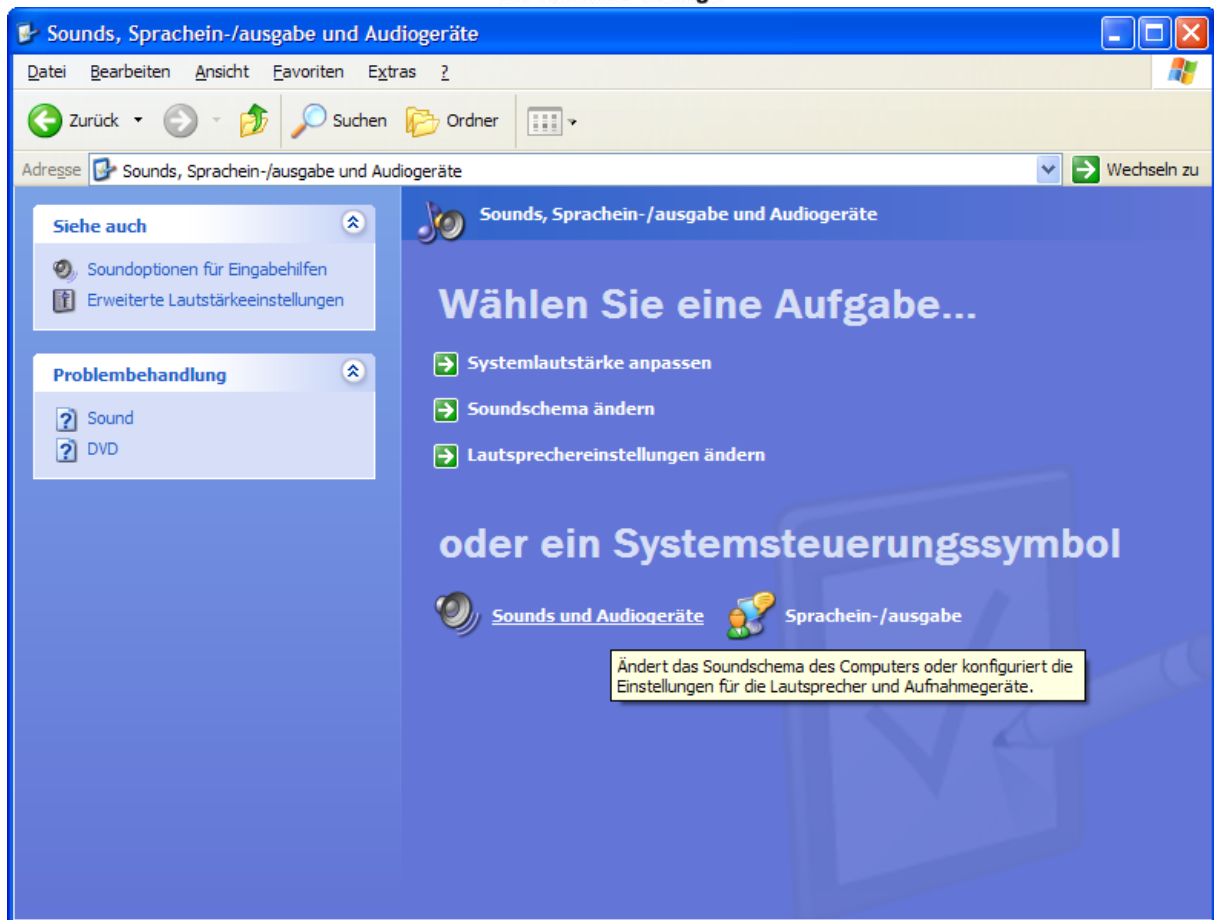 Sounds, Sprachein-/ausgabe und Audiogeräte
Datei Bearbeiten Ansicht Favoriten Extras ?
Zurück Suchen Ordner
Adresse Sounds, Sprachein-/ausgabe und Audiogeräte Wechseln zu
Siehe auch
Soundoptionen für Eingabehilfen
Erweiterte Lautstärkeeinstellungen
Problembehandlung
Sound
DVD
Sounds, Sprachein-/ausgabe und Audiogeräte
Wählen Sie eine Aufgabe...
Systemlautstärke anpassen
Soundschema ändern
Lautsprechereinstellungen ändern
oder ein Systemsteuerungssymbol
Sounds und Audiogeräte Sprachein-/ausgabe
Ändert das Soundschema des Computers oder konfiguriert die
Einstellungen für die Lautsprecher und Aufnahmegeräte.